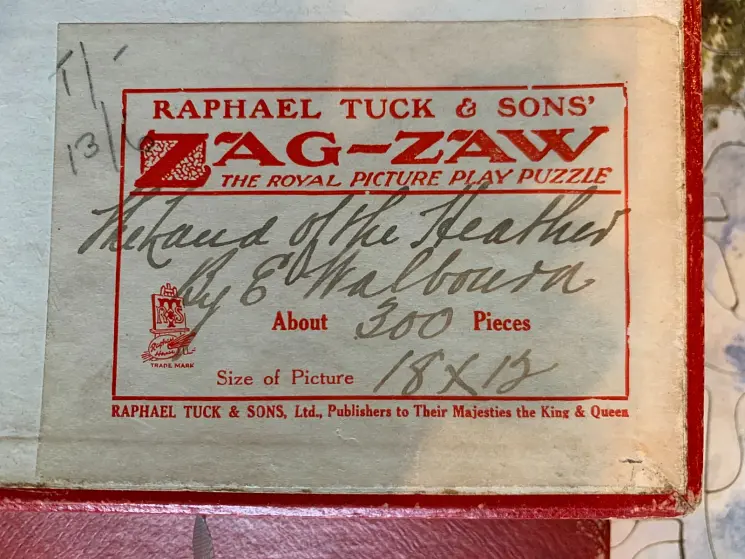 T/-
13/6
RAPHAEL TUCK & SONS'
ZAG-ZAW
THE ROYAL PICTURE PLAY PUZZLE
The Land of the Heather
By E Walbourn
About 300 Pieces
TRADE MARK
Size of Picture 18 X 12
RAPHAEL TUCK & SONS, Ltd., Publishers to Their Majesties the King & Queen